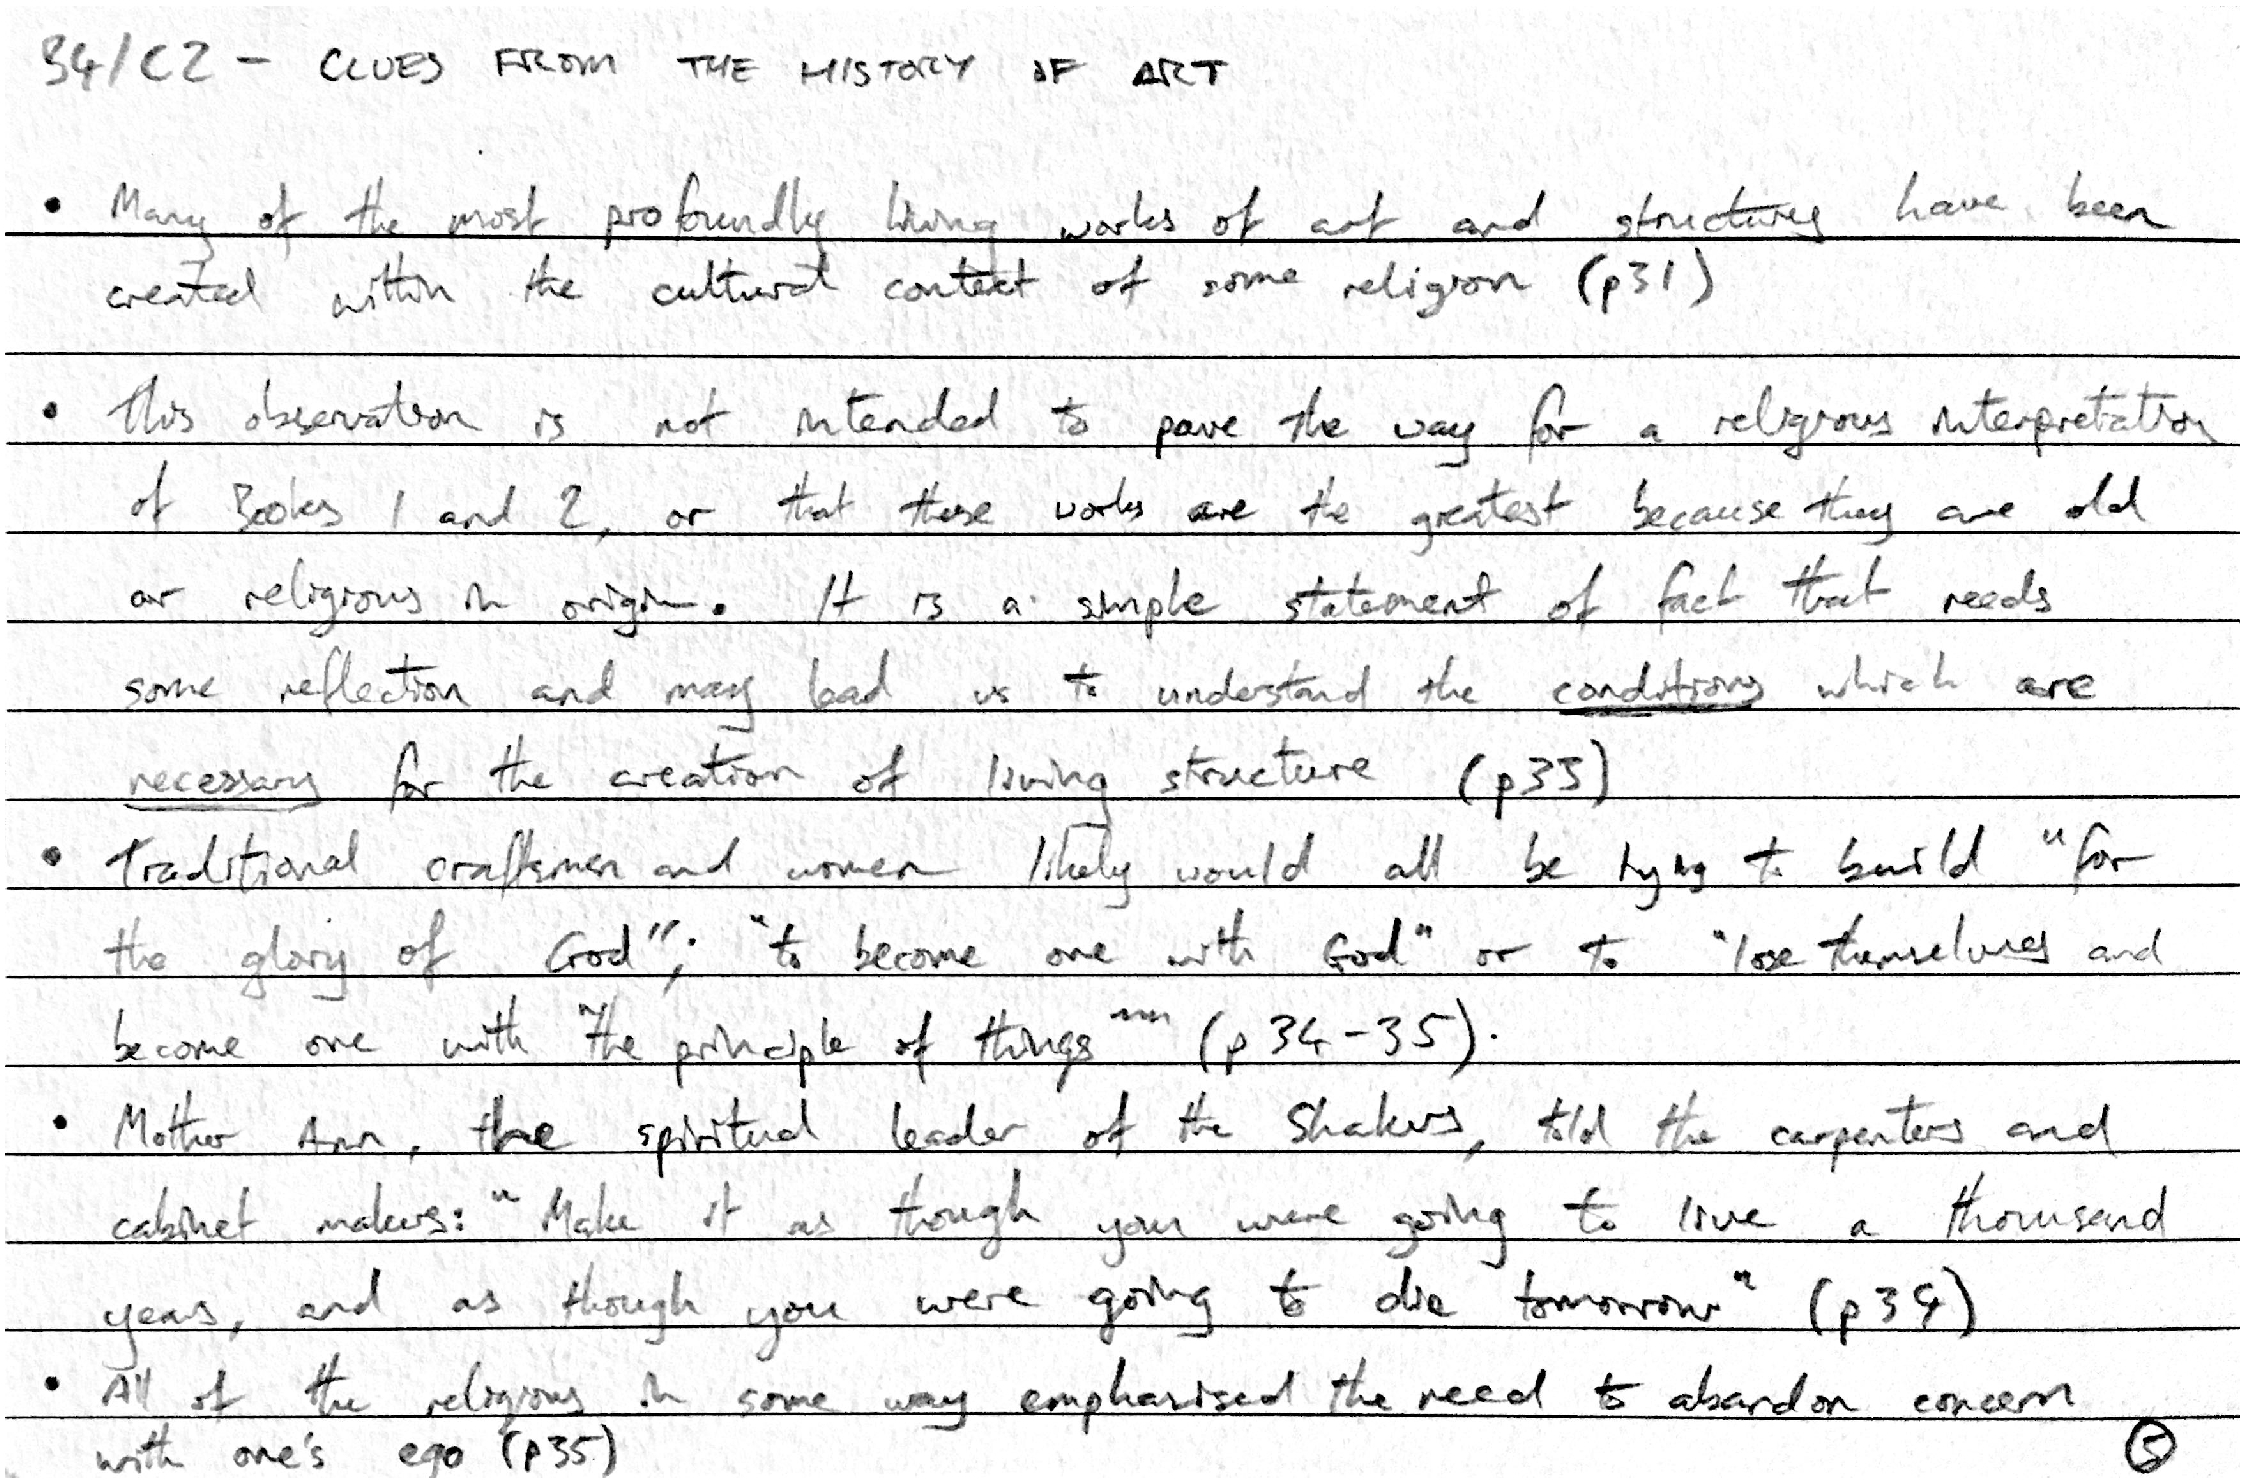 B4/C2 - CLUES FROM THE HISTORY OF ART
• Many of the most profoundly living works of art and structures have been
created within the cultural context of some religion (p31)
• This observation is not intended to pave the way for a religious interpretation
of Books 1 and 2, or that these works are the greatest because they are old
or religious in origin. It is a simple statement of fact that needs
some reflection and may lead us to understand the conditions which are
necessary for the creation of living structure (p33)
• Traditional craftsmen and women likely would all be trying to build "for
the glory of God"; "to become one with God" or to "lose themselves and
become one with "the principle of things"" (p34-35).
• Mother Ann, the spiritual leader of the Shakers, told the carpenters and
cabinet makers: "Make it as though you were going to live a thousand
years, and as though you were going to die tomorrow" (p34)
• All of the religions in some way emphasised the need to abandon concern
with one's ego (p35)
5